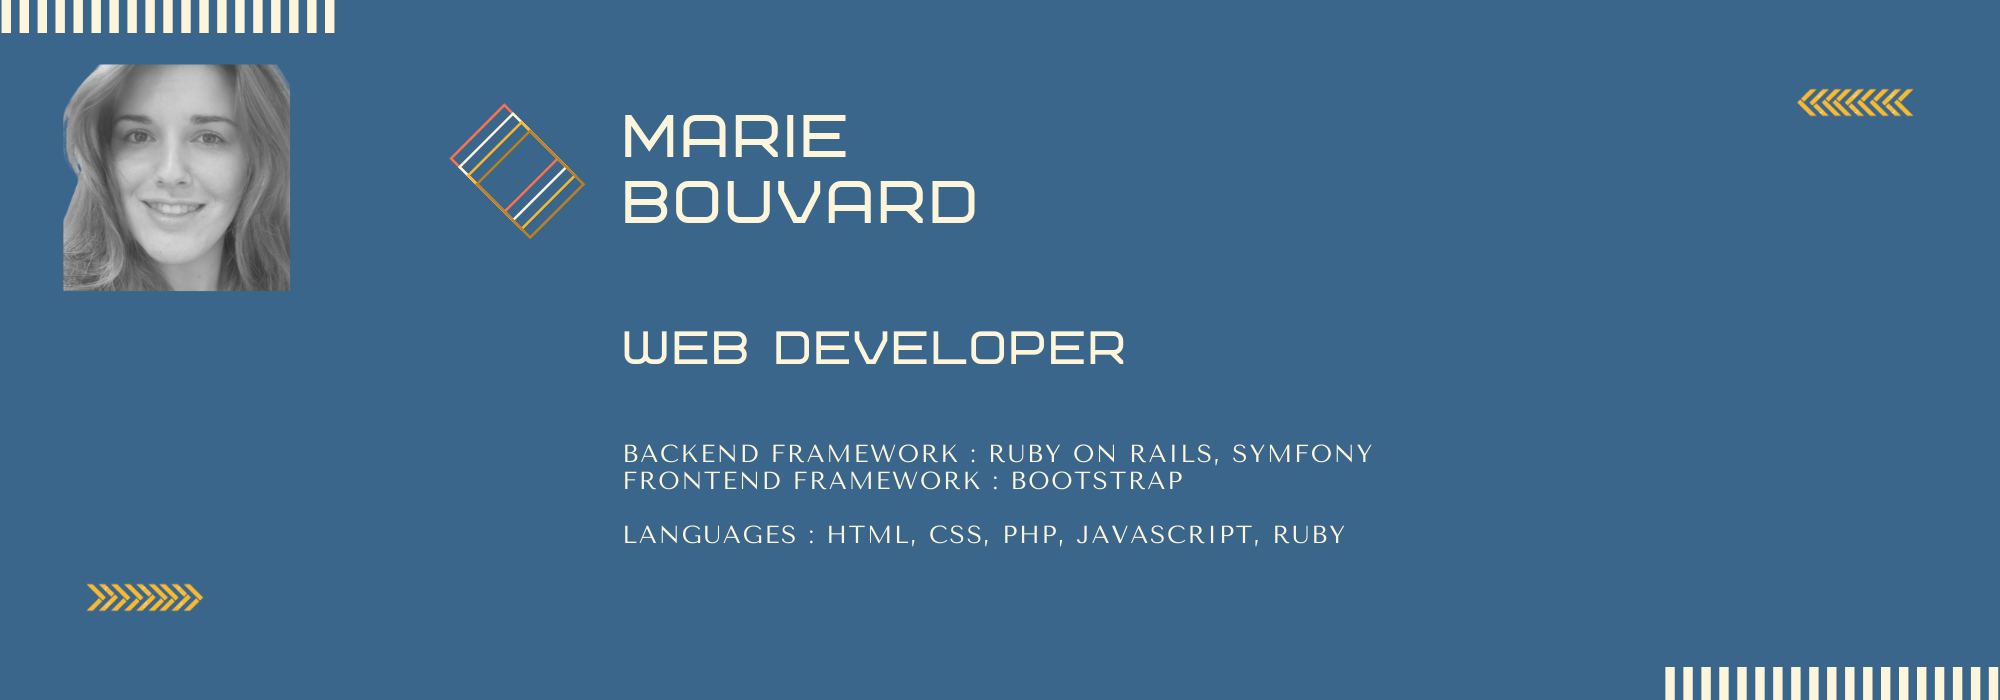 MARIE
BOUVARD
WEB DEVELOPER
BACKEND FRAMEWORK : RUBY ON RAILS, SYMFONY
FRONTEND FRAMEWORK : BOOTSTRAP
LANGUAGES : HTML, CSS, PHP, JAVASCRIPT, RUBY